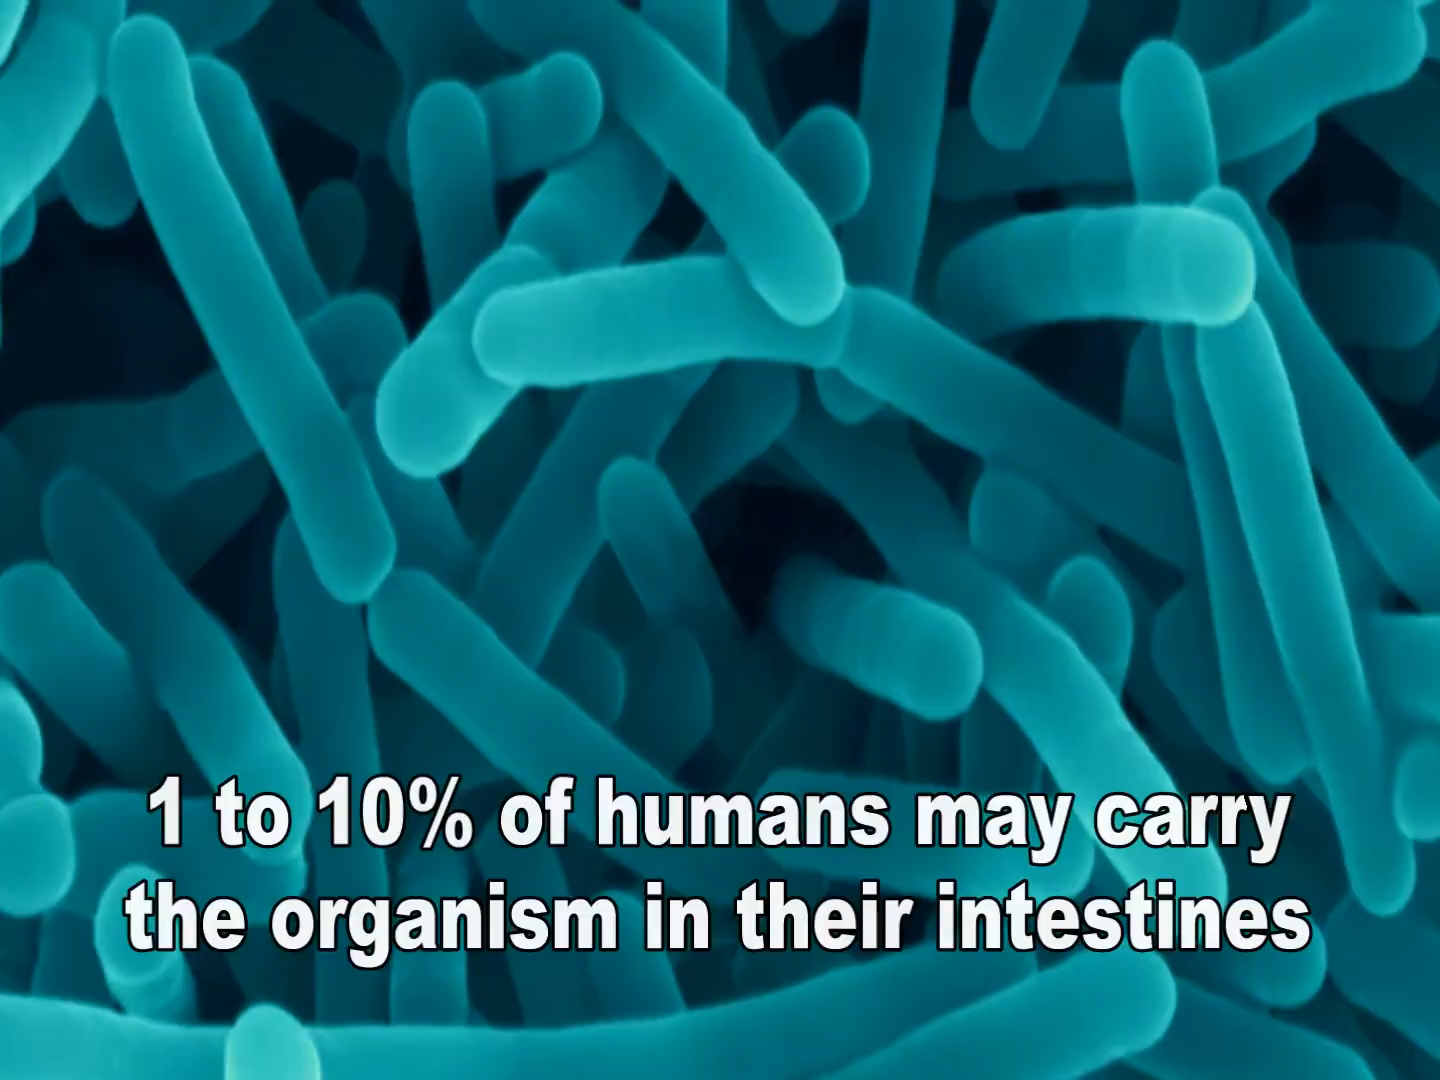 1 to 10% of humans may carry
the organism in their intestines